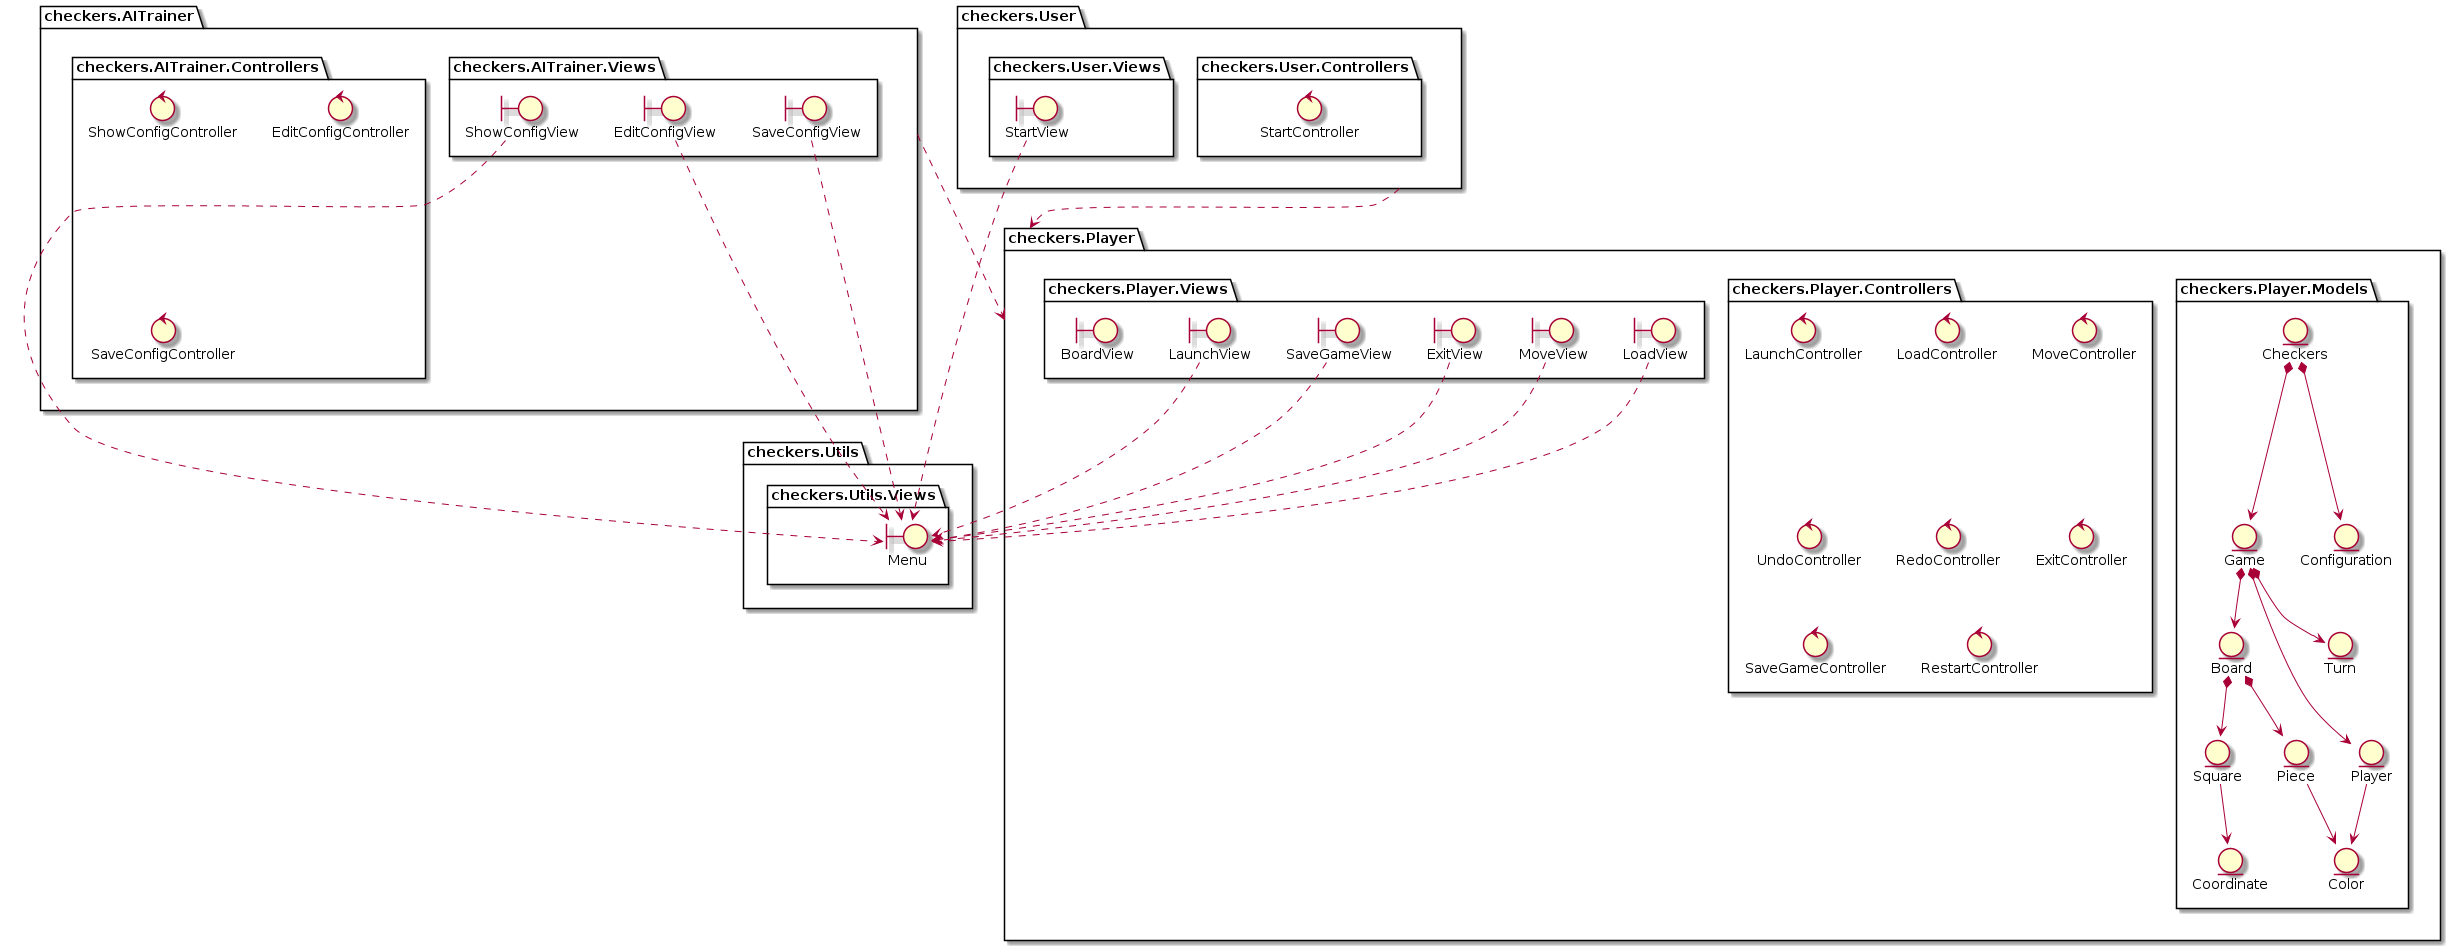 checkers.AITrainer
checkers.AITrainer.Controllers
ShowConfigController
EditConfigController
SaveConfigController
checkers.AITrainer.Views
ShowConfigView
EditConfigView
SaveConfigView
checkers.User
checkers.User.Views
StartView
checkers.User.Controllers
StartController
checkers.Utils
checkers.Utils.Views
Menu
checkers.Player
checkers.Player.Views
BoardView
LaunchView
SaveGameView
ExitView
MoveView
LoadView
checkers.Player.Controllers
LaunchController
LoadController
MoveController
UndoController
RedoController
ExitController
SaveGameController
RestartController
checkers.Player.Models
Checkers
Game
Configuration
Board
Turn
Square
Piece
Player
Coordinate
Color